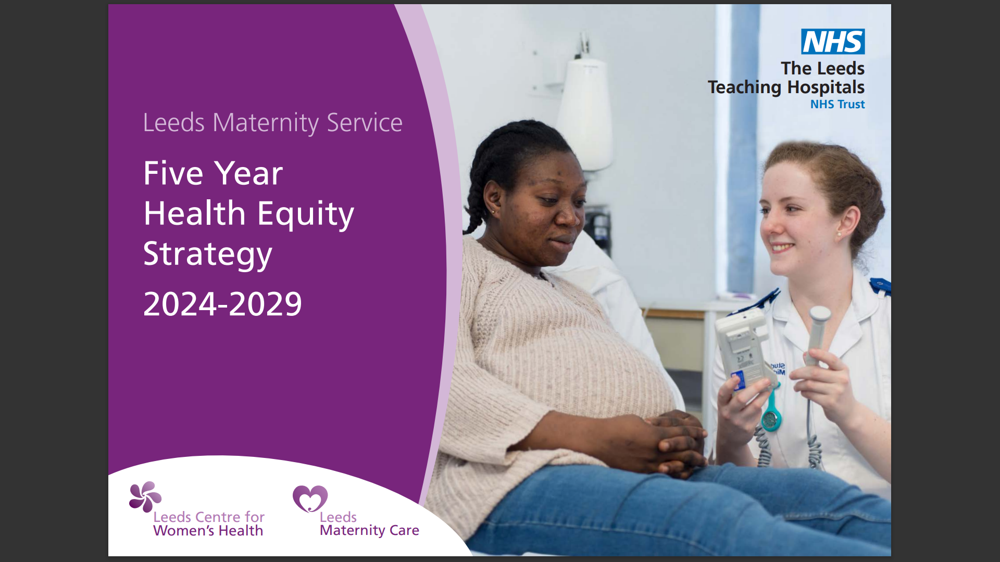 Leeds Maternity Service
Five Year
Health Equity
Strategy
2024-2029
NHS
The Leeds
Teaching Hospitals
NHS Trust
Leeds Centre for
Women's Health
Leeds
Maternity Care